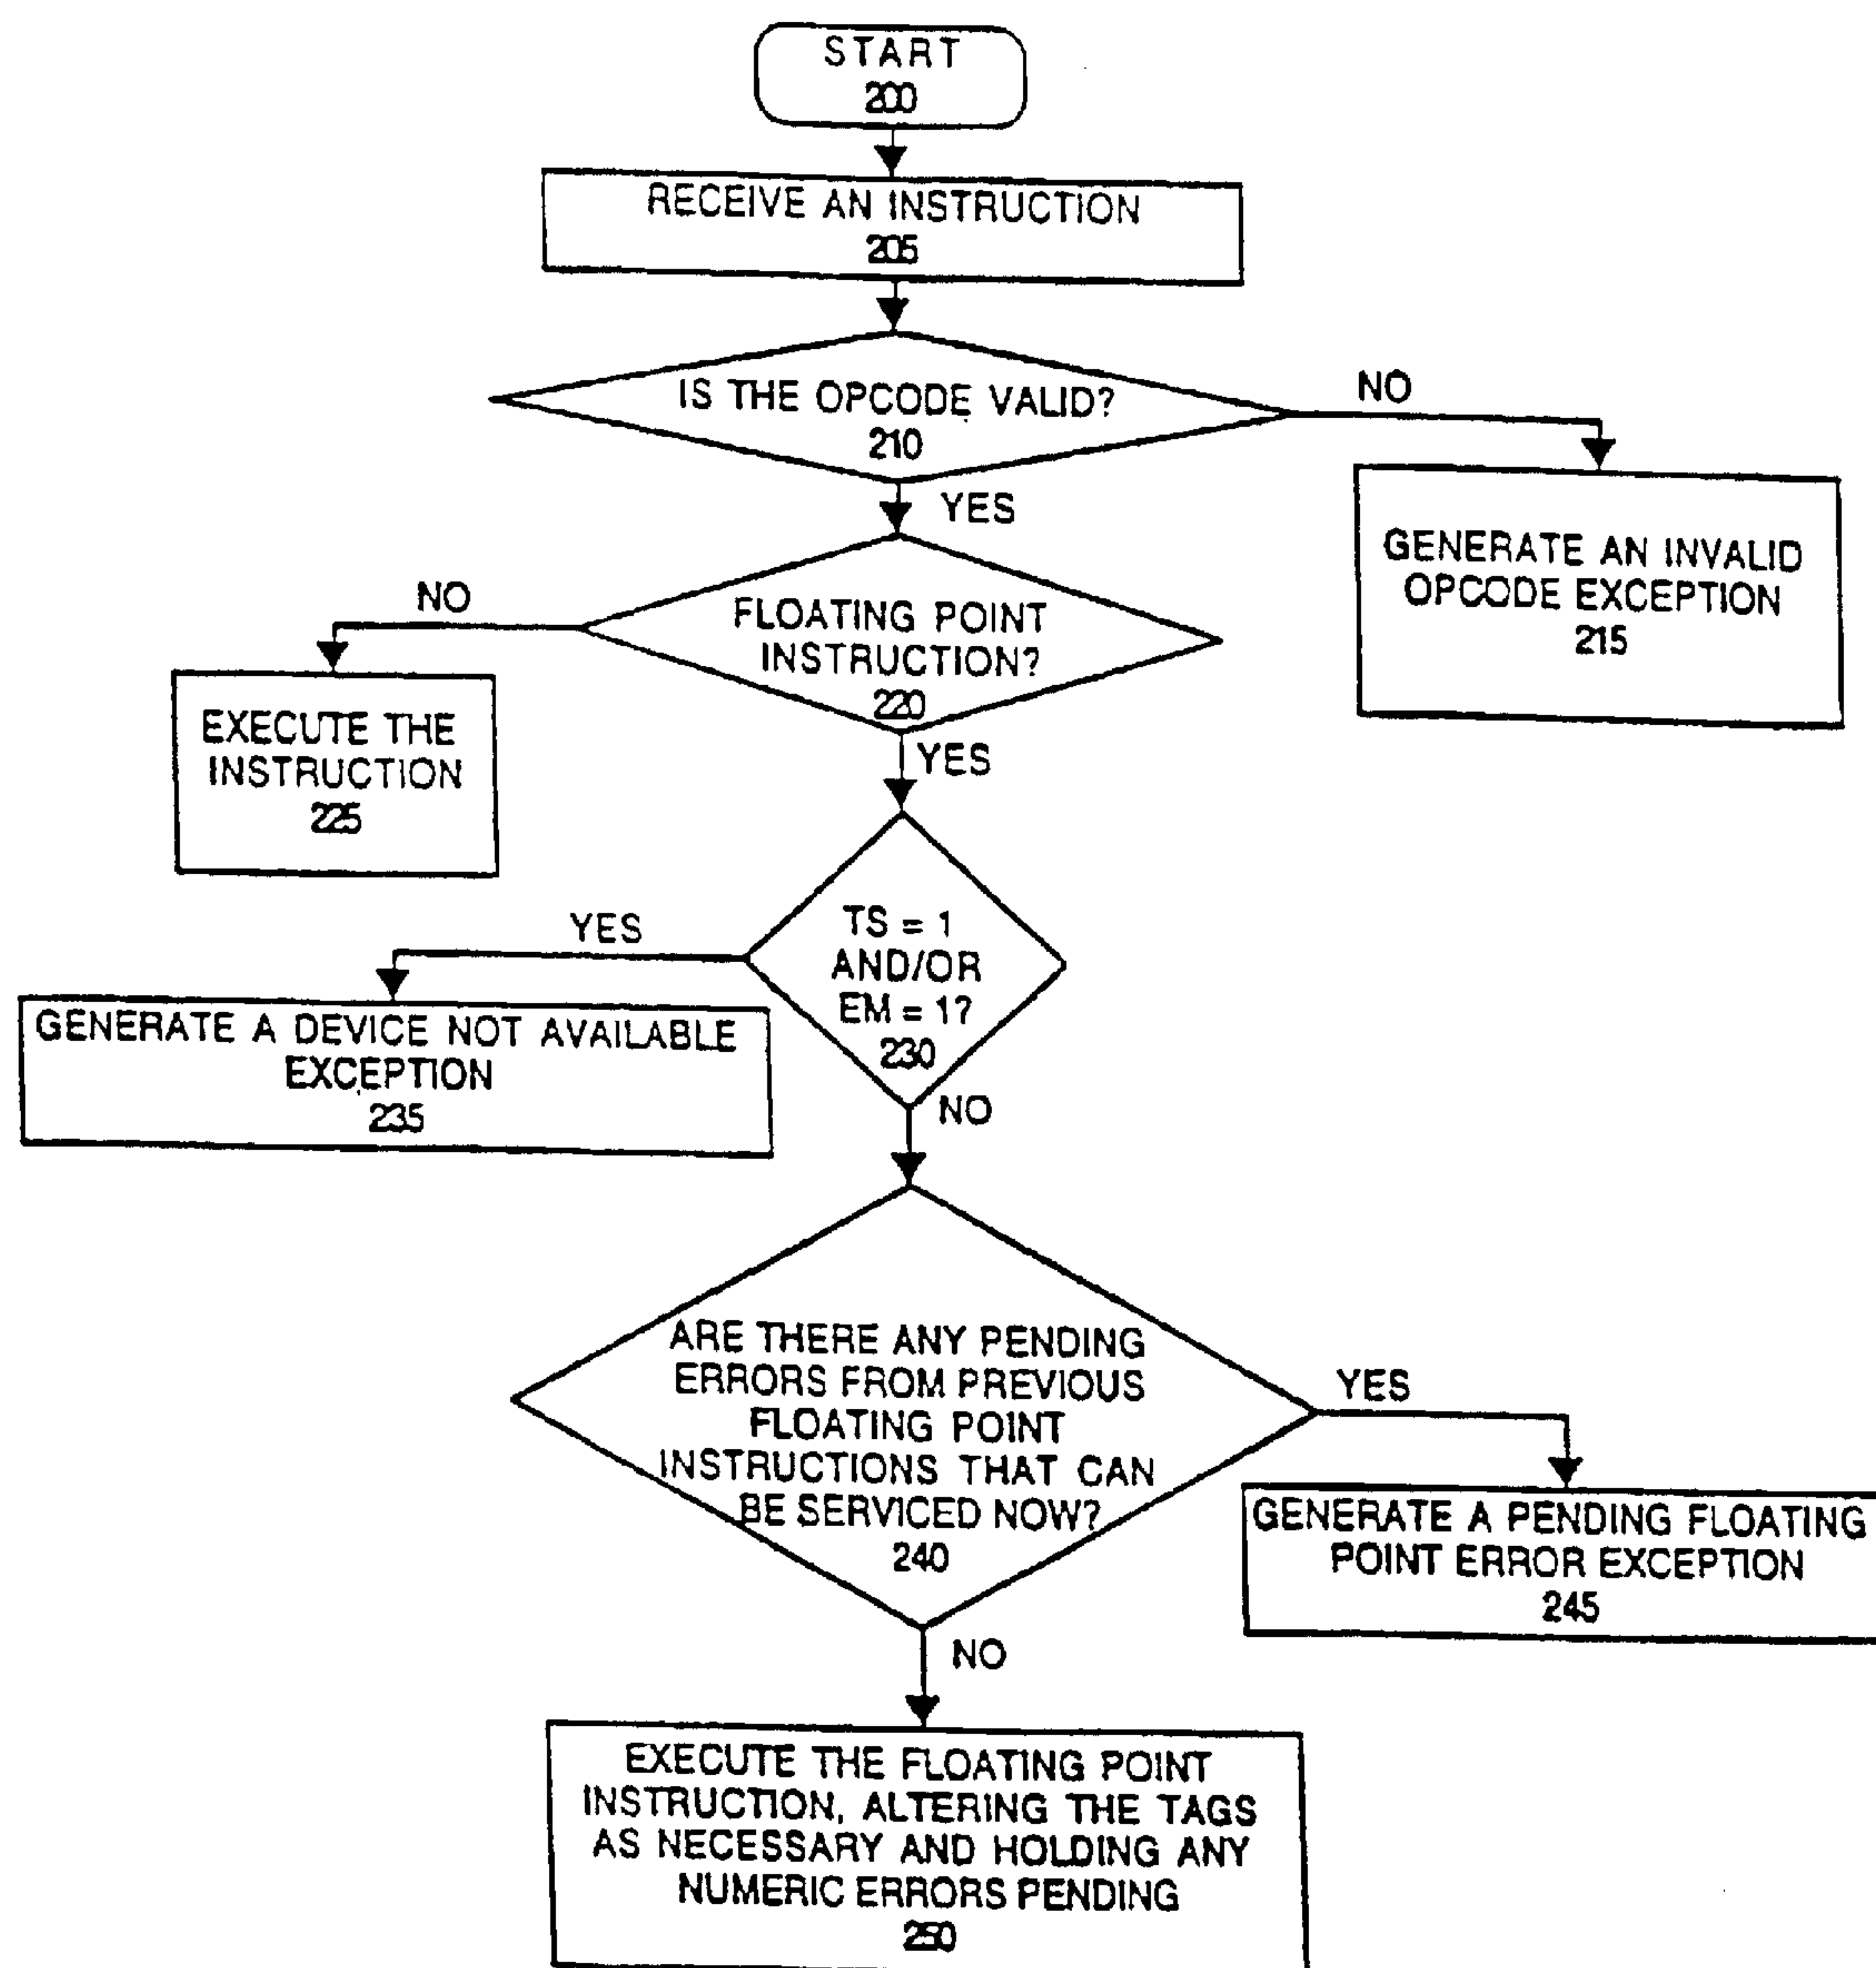 START
200
RECEIVE AN INSTRUCTION
205
IS THE OPCODE VALID?
210
NO
YES
GENERATE AN INVALID
OPCODE EXCEPTION
215
NO
FLOATING POINT
INSTRUCTION?
220
EXECUTE THE
INSTRUCTION
225
YES
YES
TS = 1
AND/OR
EM = 1?
230
GENERATE A DEVICE NOT AVAILABLE
EXCEPTION
235
NO
ARE THERE ANY PENDING
ERRORS FROM PREVIOUS
FLOATING POINT
INSTRUCTIONS THAT CAN
BE SERVICED NOW?
240
YES
GENERATE A PENDING FLOATING
POINT ERROR EXCEPTION
245
NO
EXECUTE THE FLOATING POINT
INSTRUCTION, ALTERING THE TAGS
AS NECESSARY AND HOLDING ANY
NUMERIC ERRORS PENDING
250